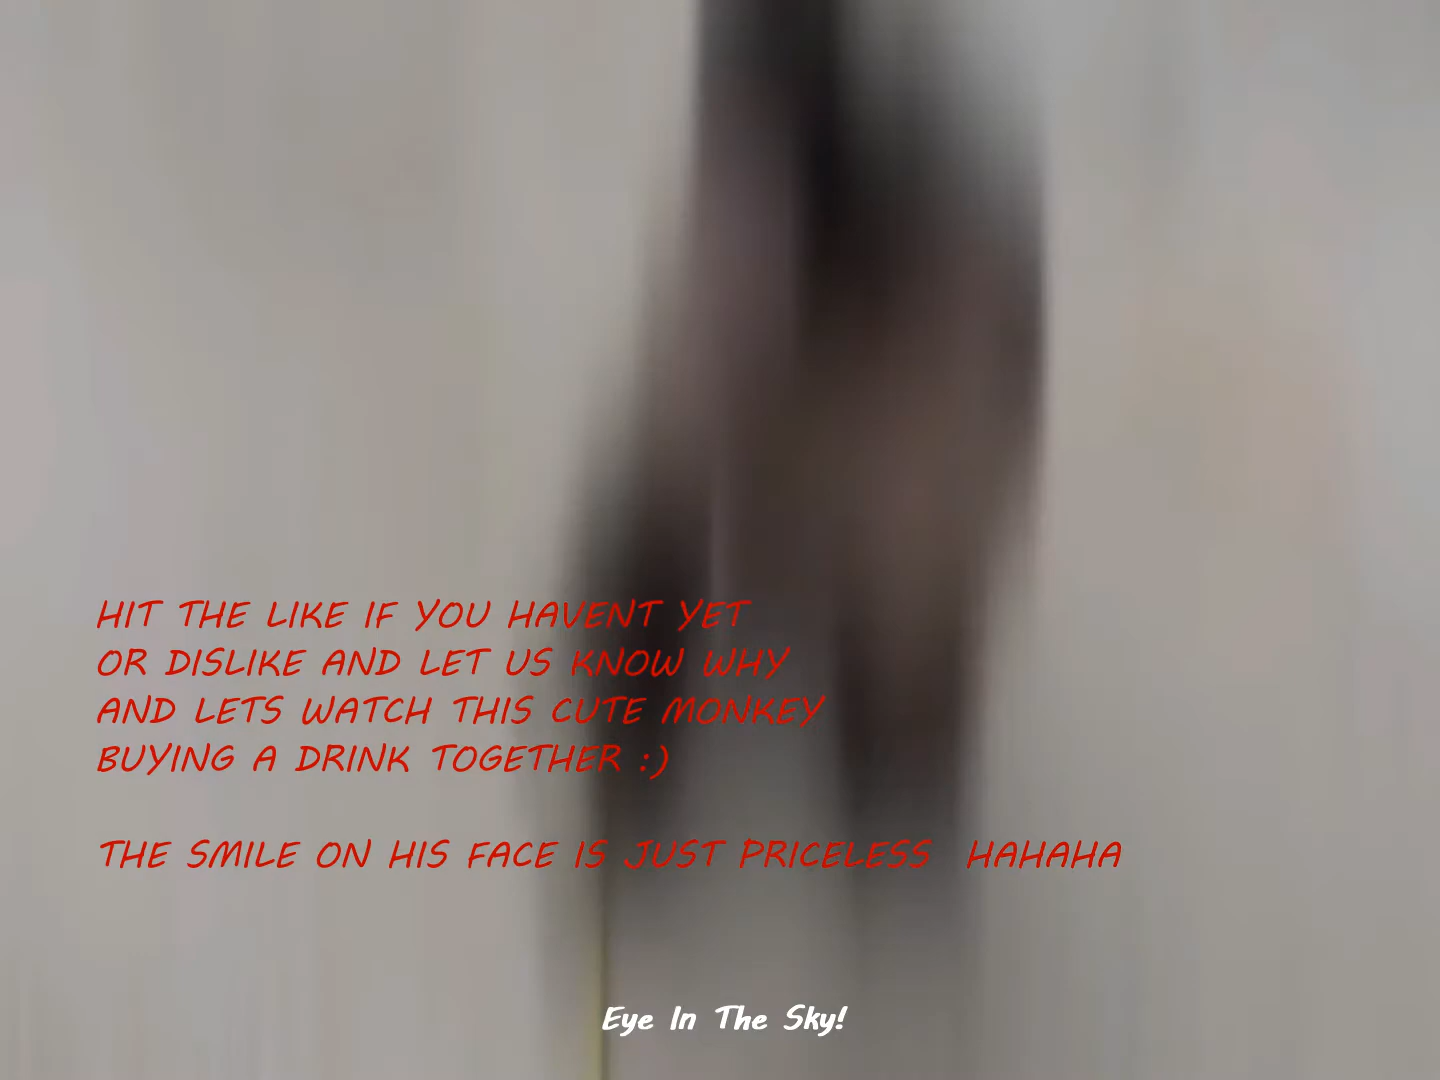 HIT THE LIKE IF YOU HAVENT YET
OR DISLIKE AND LET US KNOW WHY
AND LETS WATCH THIS CUTE MONKEY
BUYING A DRINK TOGETHER :)
THE SMILE ON HIS FACE IS JUST PRICELESS HAHAHA
Eye In The Sky!